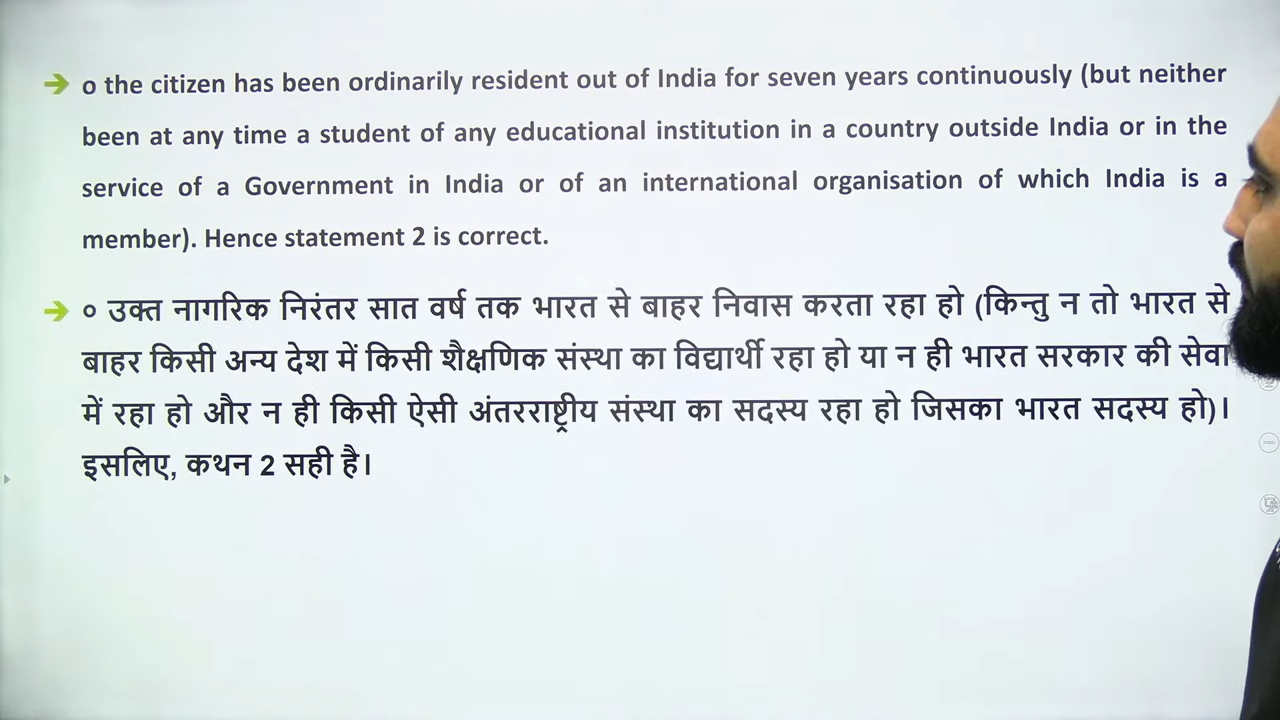 o the citizen has been ordinarily resident out of India for seven years continuously (but neither
been at any time a student of any educational institution in a country outside India or in the
service of a Government in India or of an international organisation of which India is a
member). Hence statement 2 is correct.
० उक्त नागरिक निरंतर सात वर्ष तक भारत से बाहर निवास करता रहा हो (किन्तु न तो भारत से
बाहर किसी अन्य देश में किसी शैक्षणिक संस्था का विद्यार्थी रहा हो या न ही भारत सरकार की सेवा
में रहा हो और न ही किसी ऐसी अंतरराष्ट्रीय संस्था का सदस्य रहा हो जिसका भारत सदस्य हो)।
इसलिए, कथन 2 सही है।